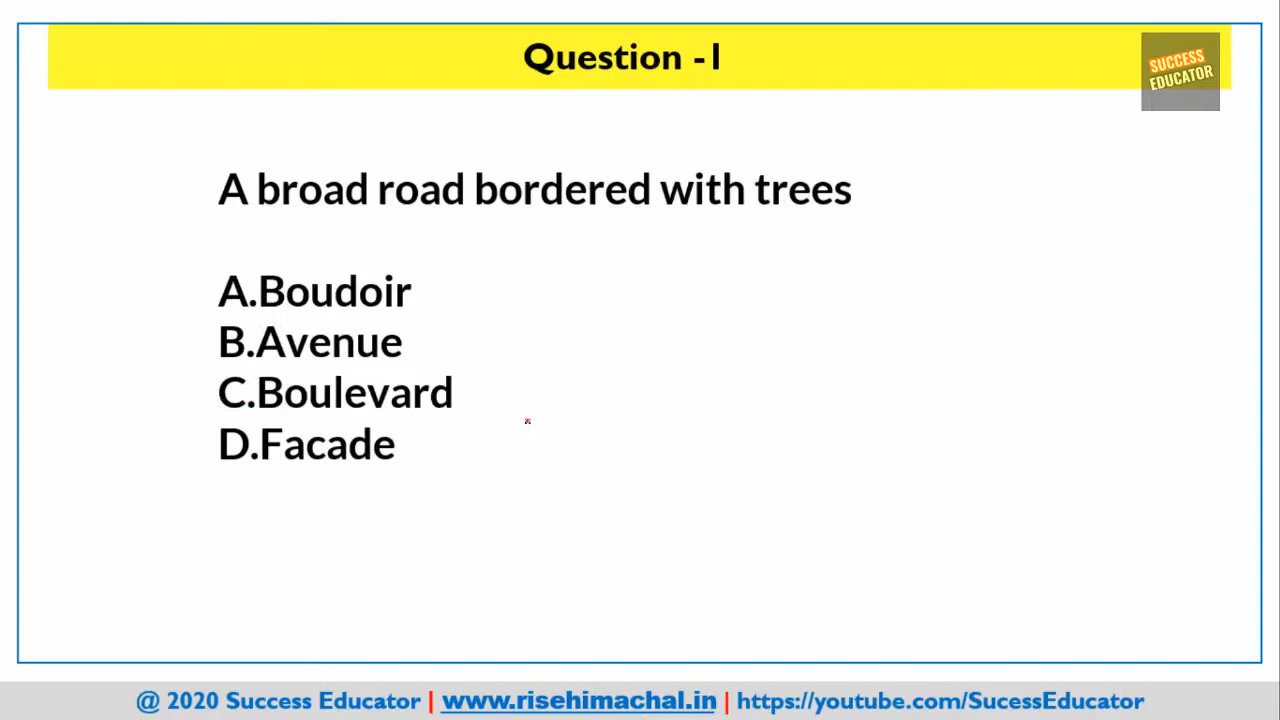 Question -1
SUCCESS
EDUCATOR
A broad road bordered with trees
A.Boudoir
B.Avenue
C.Boulevard
D.Facade
@ 2020 Success Educator | www.risehimachal.in | https://youtube.com/SucessEducator